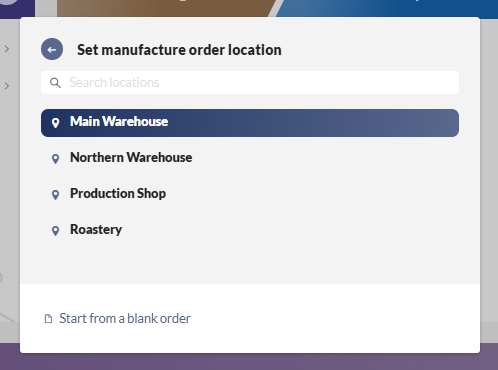 Set manufacture order location
Search locations
Main Warehouse
Northern Warehouse
Production Shop
Roastery
Start from a blank order